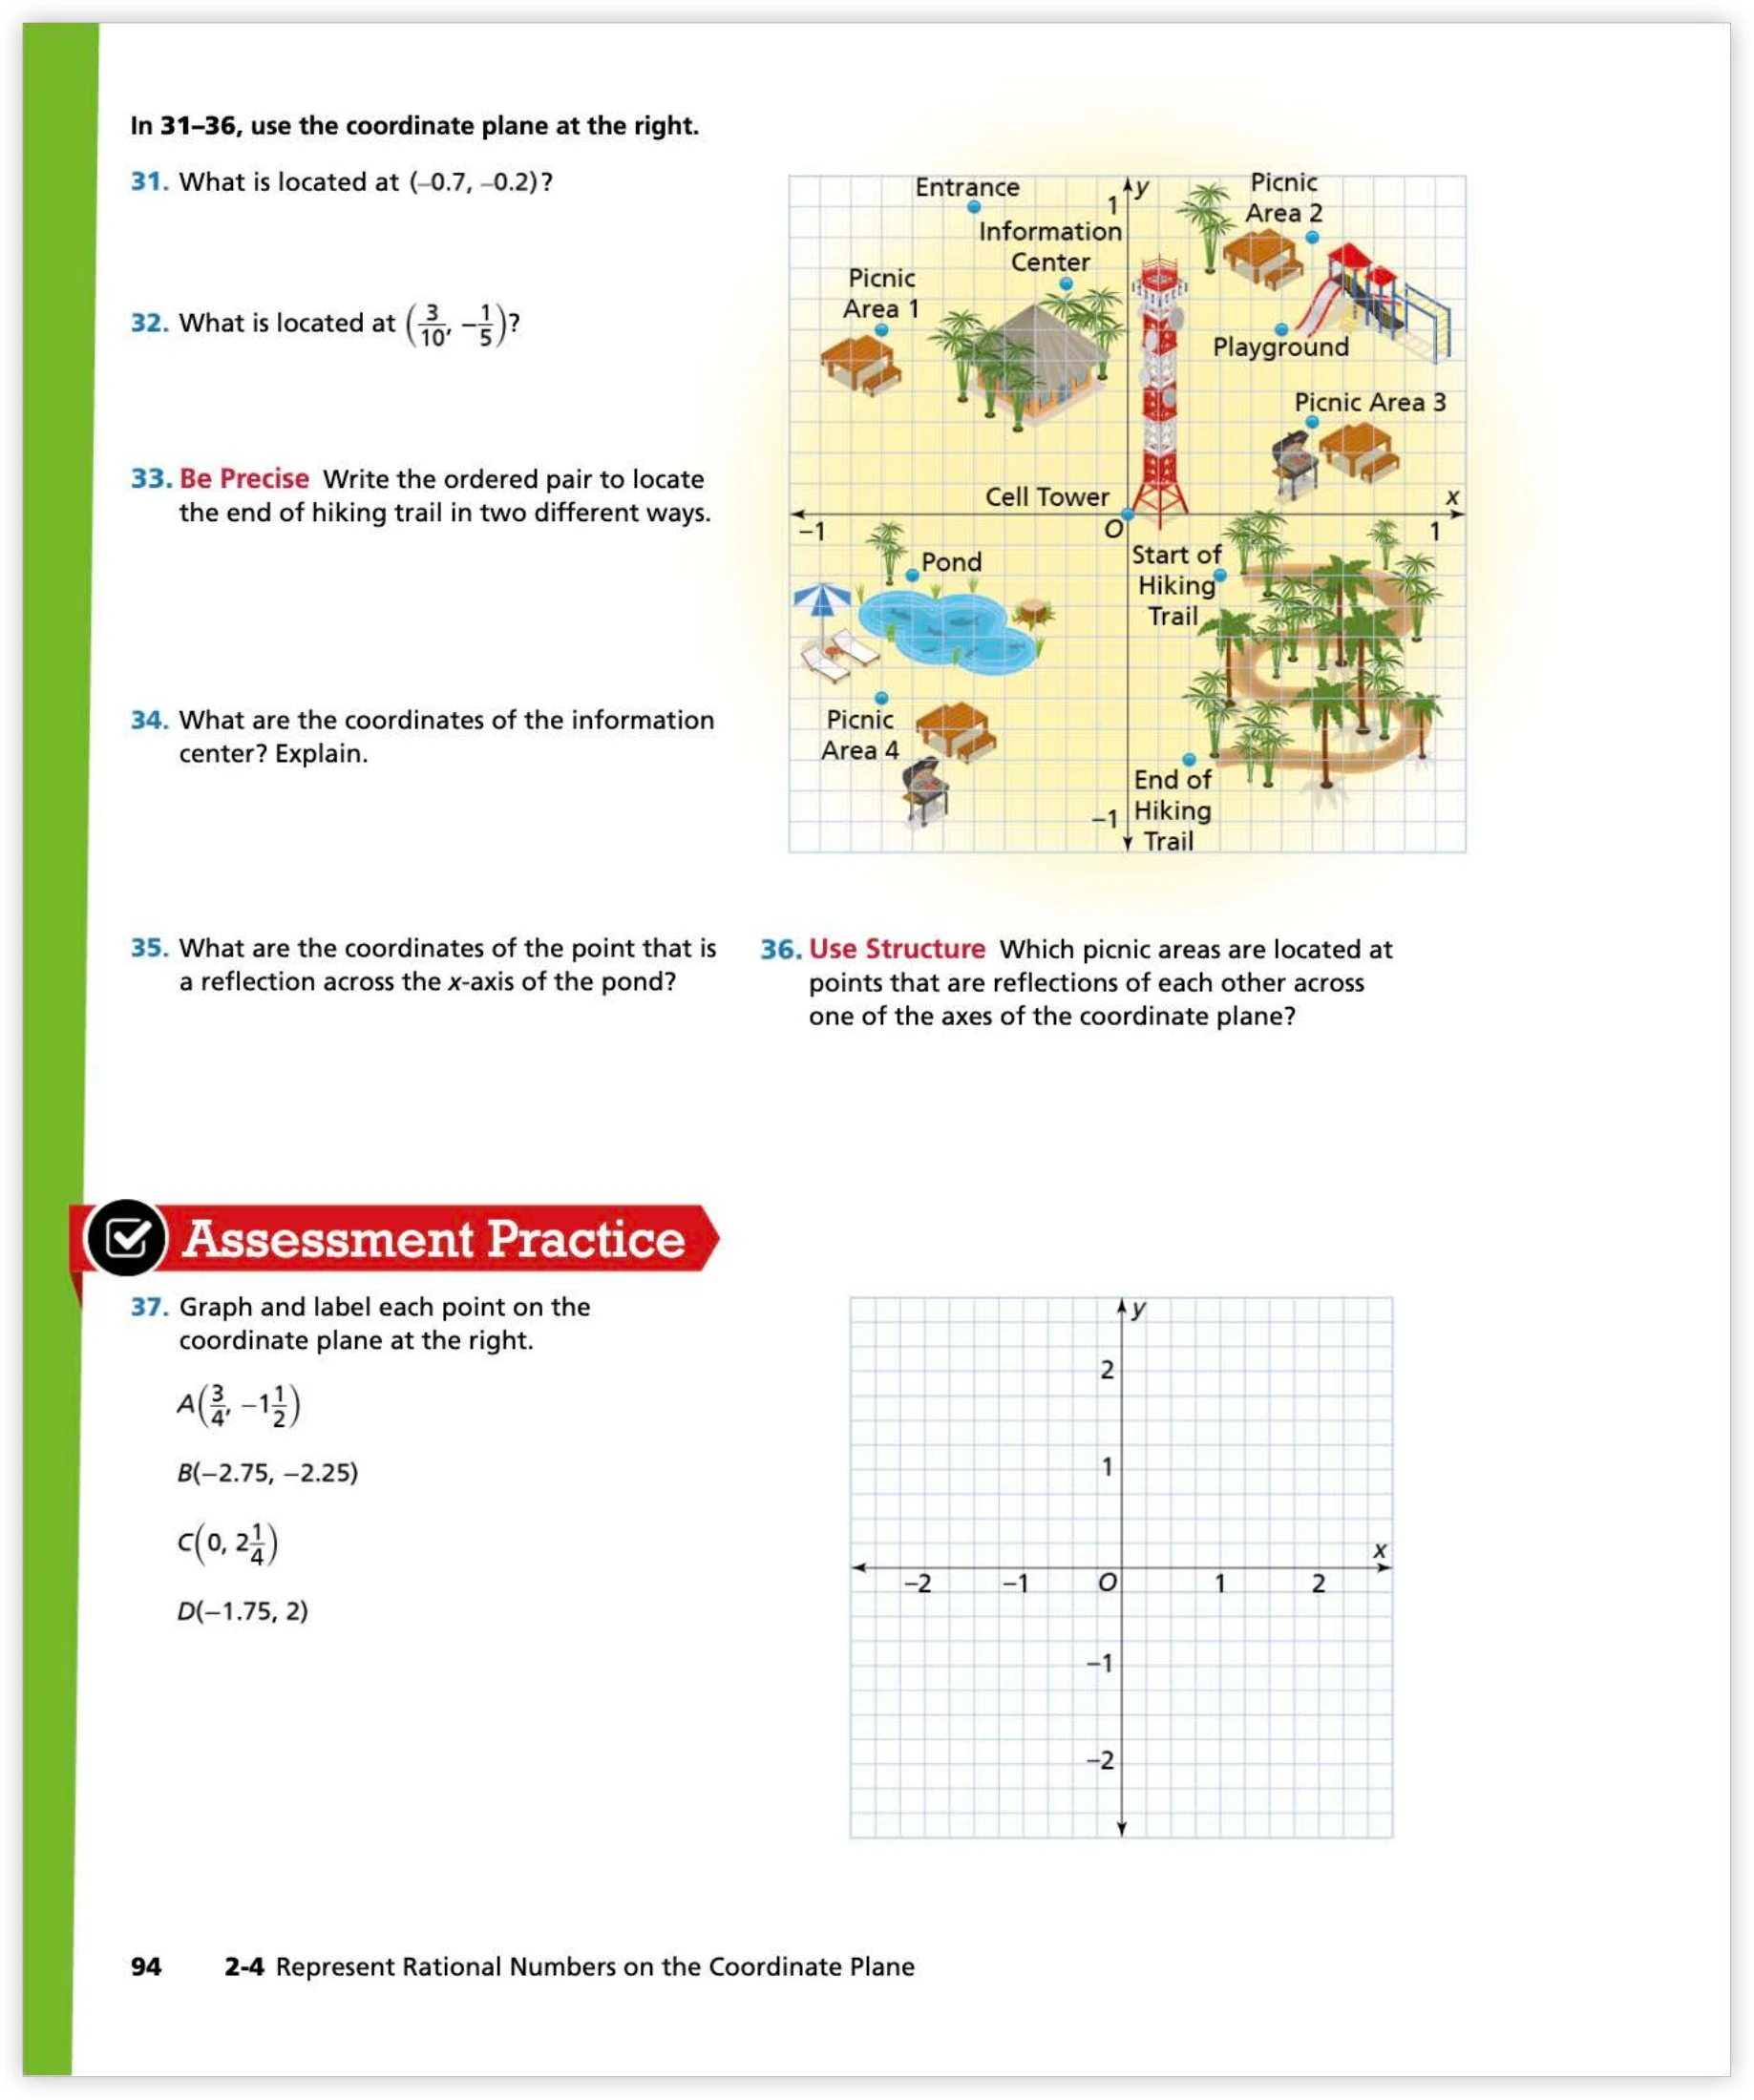 In 31–36, use the coordinate plane at the right.
31. What is located at (–0.7, –0.2)?
32. What is located at (3/10, –1/5)?
33. Be Precise Write the ordered pair to locate
the end of hiking trail in two different ways.
34. What are the coordinates of the information
center? Explain.
Entrance
1
y
Picnic
Area 2
Information
Center
Picnic
Area 1
Playground
Picnic Area 3
Cell Tower
x
–1
O
1
Pond
Start of
Hiking
Trail
Picnic
Area 4
End of
Hiking
Trail
–1
35. What are the coordinates of the point that is
a reflection across the x-axis of the pond?
36. Use Structure Which picnic areas are located at
points that are reflections of each other across
one of the axes of the coordinate plane?
Assessment Practice
37. Graph and label each point on the
coordinate plane at the right.
A(3/4, –1 1/2)
B(–2.75, –2.25)
C(0, 2 1/4)
D(–1.75, 2)
y
2
1
x
–2
–1
O
1
2
–1
–2
94 2-4 Represent Rational Numbers on the Coordinate Plane